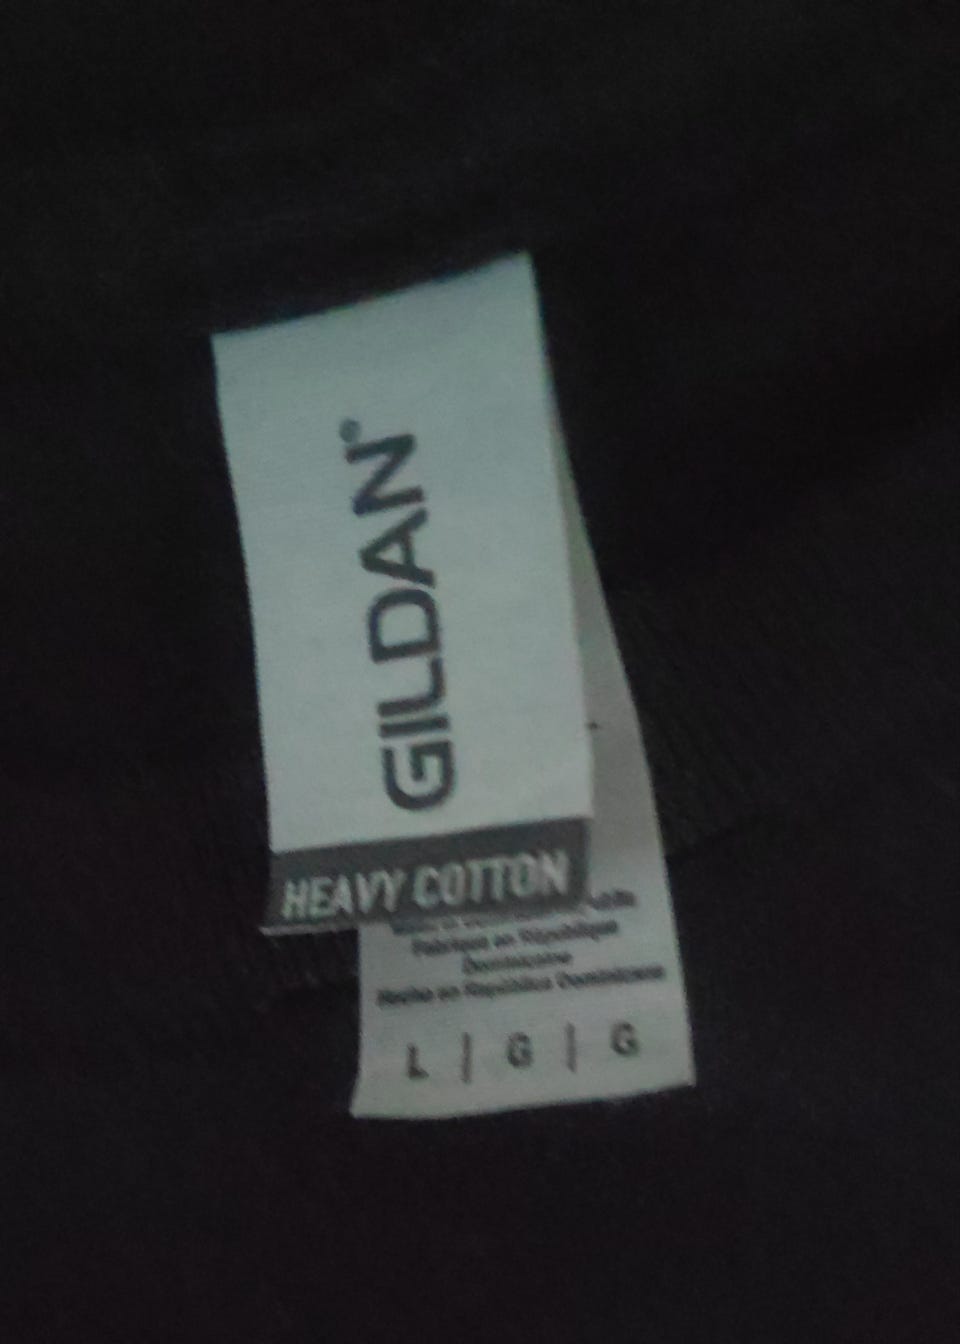 GILDAN®
HEAVY COTTON
Fabriqué en République
Dominicaine
Hecho en República Dominicana
L | G | G